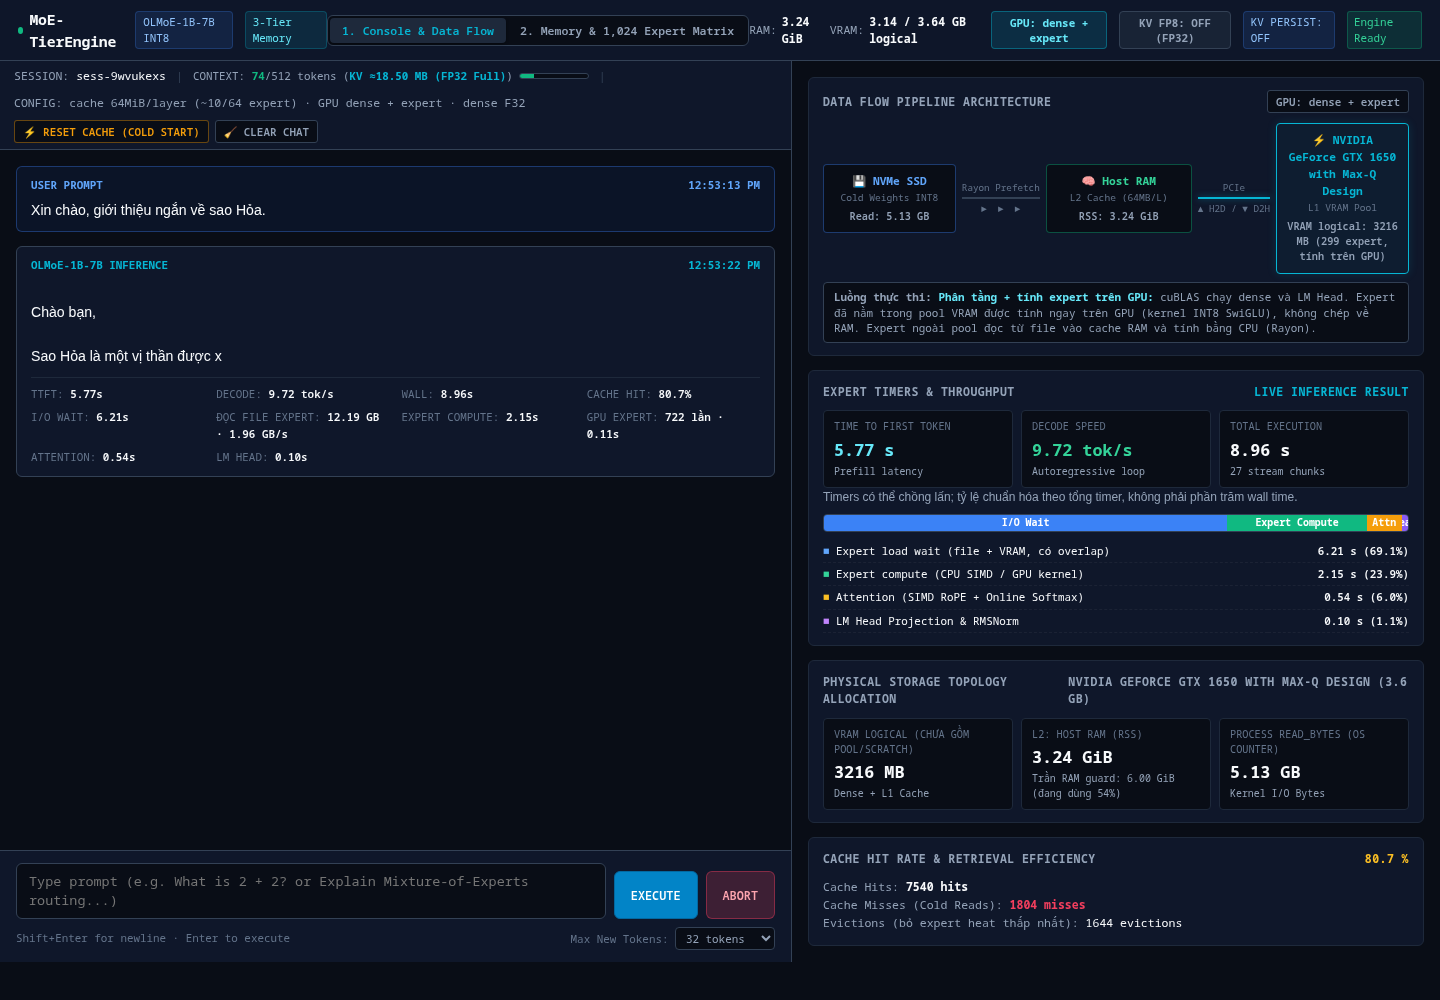 MoE-
TierEngine
OLMoE-1B-7B
INT8
3-Tier
Memory
1. Console & Data Flow
2. Memory & 1,024 Expert Matrix
RAM: 3.24
GiB
VRAM: 3.14 / 3.64 GB
logical
GPU: dense +
expert
KV FP8: OFF
(FP32)
KV PERSIST:
OFF
Engine
Ready
SESSION: sess-9wvukexs | CONTEXT: 74/512 tokens (KV ≈18.50 MB (FP32 Full)) |
CONFIG: cache 64MiB/layer (~10/64 expert) · GPU dense + expert · dense F32
⚡ RESET CACHE (COLD START)
🧹 CLEAR CHAT
USER PROMPT 12:53:13 PM
Xin chào, giới thiệu ngắn về sao Hỏa.
OLMoE-1B-7B INFERENCE 12:53:22 PM
Chào bạn,
Sao Hỏa là một vị thần được x
TTFT: 5.77s DECODE: 9.72 tok/s WALL: 8.96s CACHE HIT: 80.7%
I/O WAIT: 6.21s ĐỌC FILE EXPERT: 12.19 GB EXPERT COMPUTE: 2.15s GPU EXPERT: 722 lần ·
· 1.96 GB/s 0.11s
ATTENTION: 0.54s LM HEAD: 0.10s
Type prompt (e.g. What is 2 + 2? or Explain Mixture-of-Experts
routing...)
EXECUTE
ABORT
Shift+Enter for newline · Enter to execute
Max New Tokens: 32 tokens
DATA FLOW PIPELINE ARCHITECTURE
GPU: dense + expert
💾 NVMe SSD
Cold Weights INT8
Read: 5.13 GB
Rayon Prefetch
▶ ▶ ▶
🧠 Host RAM
L2 Cache (64MB/L)
RSS: 3.24 GiB
PCIe
▲ H2D / ▼ D2H
⚡ NVIDIA
GeForce GTX 1650
with Max-Q
Design
L1 VRAM Pool
VRAM logical: 3216
MB (299 expert,
tính trên GPU)
Luồng thực thi: Phân tầng + tính expert trên GPU: cuBLAS chạy dense và LM Head. Expert
đã nằm trong pool VRAM được tính ngay trên GPU (kernel INT8 SwiGLU), không chép về
RAM. Expert ngoài pool đọc từ file vào cache RAM và tính bằng CPU (Rayon).
EXPERT TIMERS & THROUGHPUT
LIVE INFERENCE RESULT
TIME TO FIRST TOKEN
5.77 s
Prefill latency
DECODE SPEED
9.72 tok/s
Autoregressive loop
TOTAL EXECUTION
8.96 s
27 stream chunks
Timers có thể chồng lấn; tỷ lệ chuẩn hóa theo tổng timer, không phải phần trăm wall time.
I/O Wait Expert Compute Attn
Expert load wait (file + VRAM, có overlap) 6.21 s (69.1%)
Expert compute (CPU SIMD / GPU kernel) 2.15 s (23.9%)
Attention (SIMD RoPE + Online Softmax) 0.54 s (6.0%)
LM Head Projection & RMSNorm 0.10 s (1.1%)
PHYSICAL STORAGE TOPOLOGY
ALLOCATION
NVIDIA GEFORCE GTX 1650 WITH MAX-Q DESIGN (3.6
GB)
VRAM LOGICAL (CHƯA GỒM
POOL/SCRATCH)
3216 MB
Dense + L1 Cache
L2: HOST RAM (RSS)
3.24 GiB
Trần RAM guard: 6.00 GiB
(đang dùng 54%)
PROCESS READ_BYTES (OS
COUNTER)
5.13 GB
Kernel I/O Bytes
CACHE HIT RATE & RETRIEVAL EFFICIENCY 80.7 %
Cache Hits: 7540 hits
Cache Misses (Cold Reads): 1804 misses
Evictions (bỏ expert heat thấp nhất): 1644 evictions